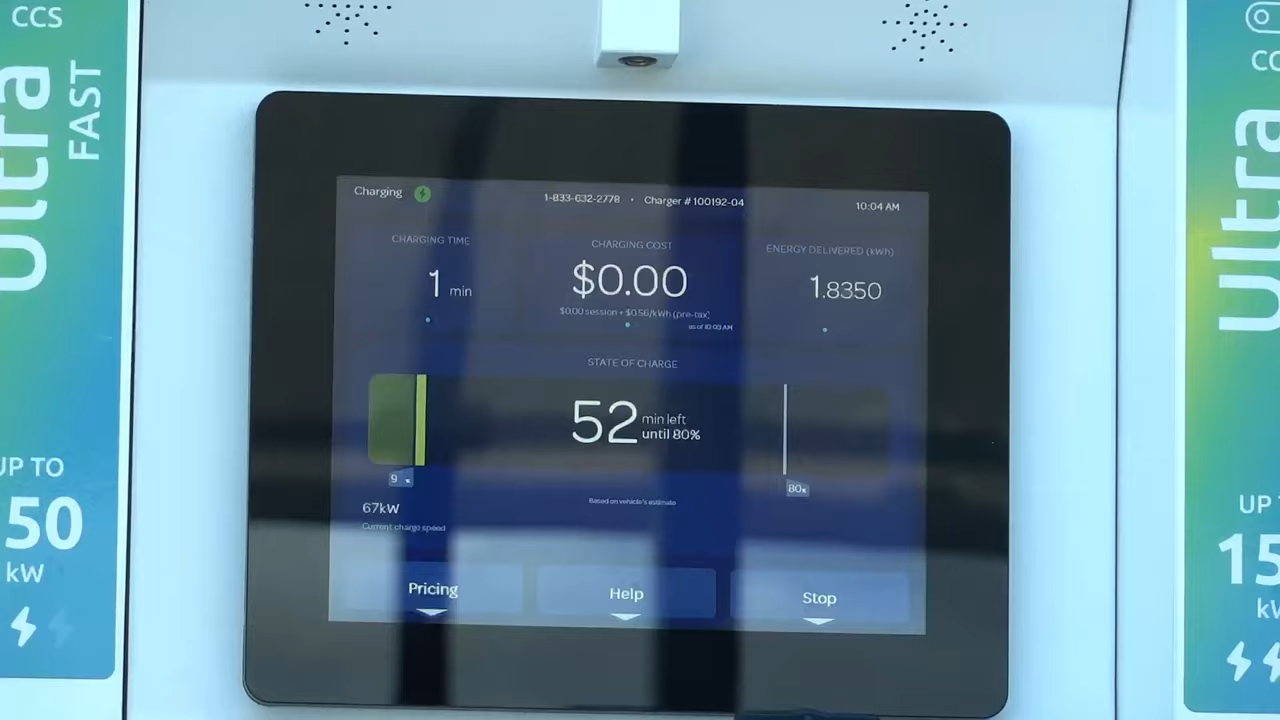 CCS
Ultra
FAST
UP TO
50
kW
Charging
1-833-632-2778 · Charger # 100192-04
10:04 AM
CHARGING TIME
1 min
CHARGING COST
$0.00
$0.00 session + $0.56/kWh (pre-tax)
as of 10:03 AM
ENERGY DELIVERED (kWh)
1.8350
STATE OF CHARGE
52 min left
until 80%
9%
80%
67kW
Current charge speed
Based on vehicle's estimate
Pricing
Help
Stop
Ultra
UP
15